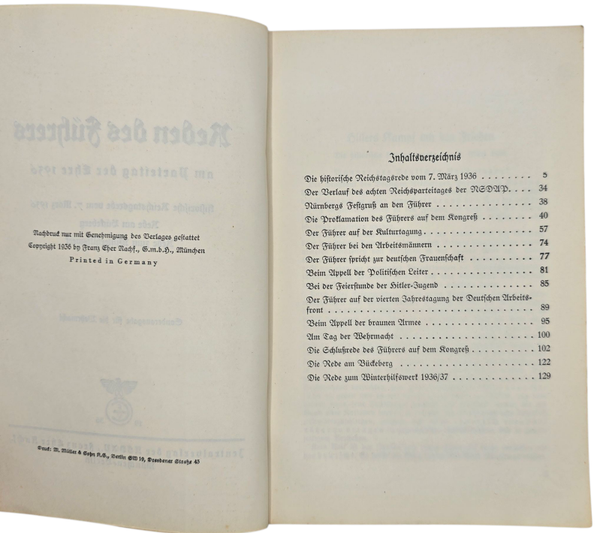 Nachdruck nur mit Genehmigung des Verlages gestattet
Copyright 1936 by Franz Eher Nachf., G.m.b.H., München
Printed in Germany
Druck: M. Müller & Sohn K.G., Berlin SW 19, Dresdener Straße 43
Inhaltsverzeichnis
Die historische Reichstagsrede vom 7. März 1936 . . . . . . . . . 5
Der Verlauf des achten Reichsparteitages der NSDAP. . . . 34
Nürnbergs Festgruß an den Führer . . . . . . . . . . . . 38
Die Proklamation des Führers auf dem Kongreß . . . . . . . . 40
Der Führer auf der Kulturtagung . . . . . . . . . . . . 57
Der Führer bei den Arbeitsmännern . . . . . . . . . . . . 74
Der Führer spricht zur deutschen Frauenschaft . . . . . . . . . 77
Beim Appell der Politischen Leiter . . . . . . . . . . . . 81
Bei der Feierstunde der Hitler-Jugend . . . . . . . . . . . 85
Der Führer auf der vierten Jahrestagung der Deutschen Arbeits-
front . . . . . . . . . . . . . . . . . . . . 89
Beim Appell der braunen Armee . . . . . . . . . . . . 95
Am Tag der Wehrmacht . . . . . . . . . . . . . . . 100
Die Schlußrede des Führers auf dem Kongreß . . . . . . . . . 102
Die Rede am Bückeberg . . . . . . . . . . . . . . . 122
Die Rede zum Winterhilfswerk 1936/37 . . . . . . . . . . . 129